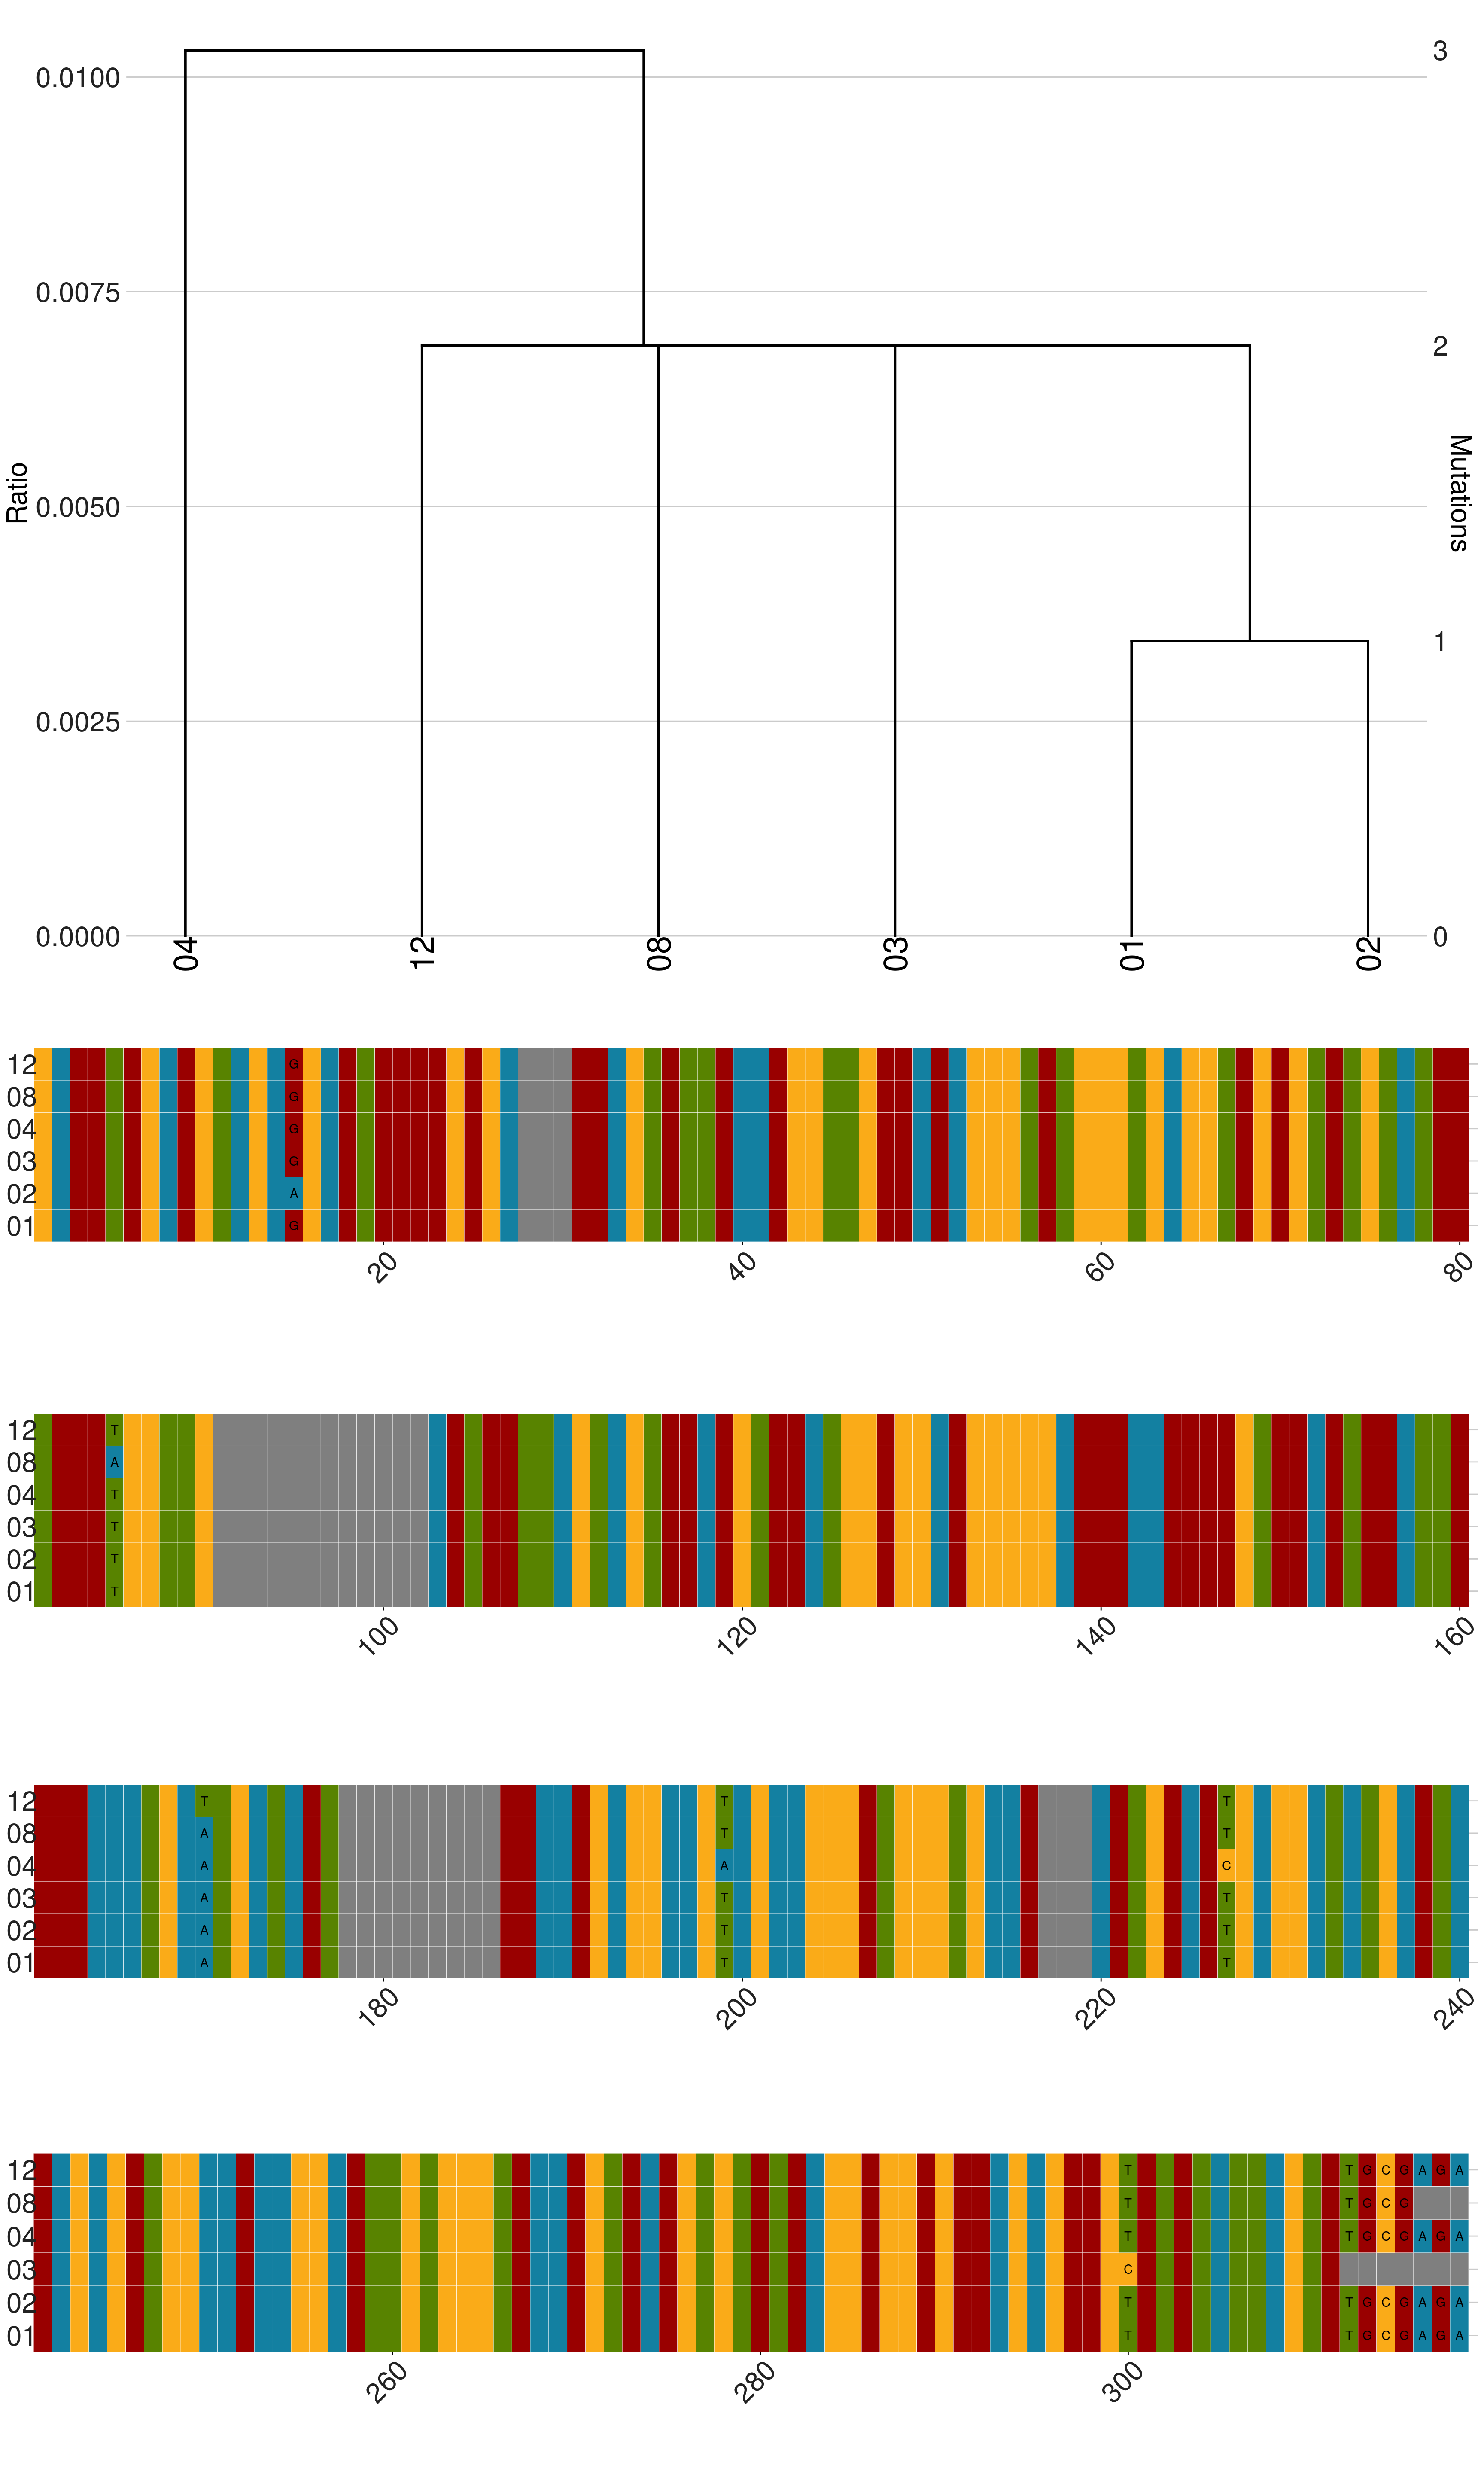 3
0.0100
0.0075
2
Ratio
Mutations
0.0050
1
0.0025
0.0000
0
04 12 08 03 01 02
12 G
08 G
04 G
03 G
02 A
01 G
20 40 60 80
12 T
08 A
04 T
03 T
02 T
01 T
100 120 140 160
12 T T T
08 A T T
04 A A C
03 A T T
02 A T T
01 A T T
180 200 220 240
12 T T G C G A G A
08 T T G C G
04 T T G C G A G A
03 C
02 T T G C G A G A
01 T T G C G A G A
260 280 300